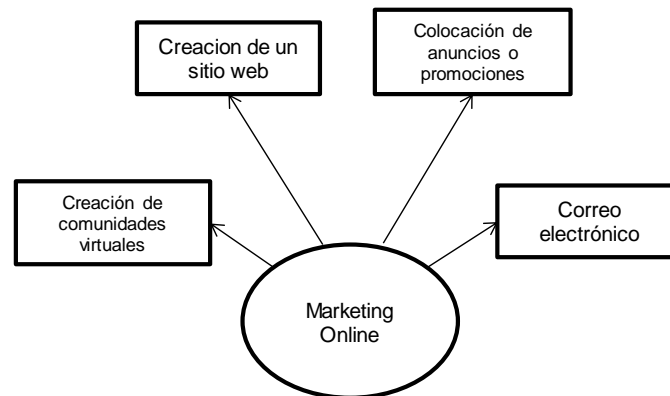 Creacion de un
sitio web
Colocación de
anuncios o
promociones
Creación de
comunidades
virtuales
Correo
electrónico
Marketing
Online